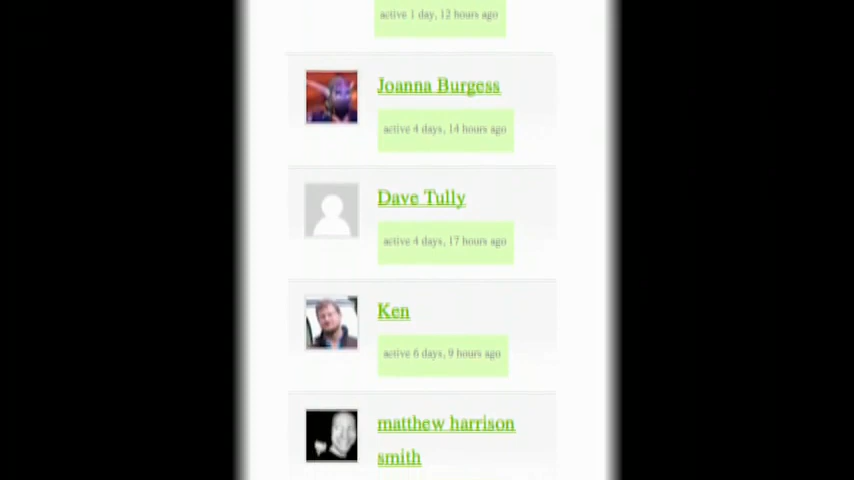 active 1 day, 12 hours ago
Joanna Burgess
active 4 days, 14 hours ago
Dave Tully
active 4 days, 17 hours ago
Ken
active 6 days, 9 hours ago
matthew harrison
smith